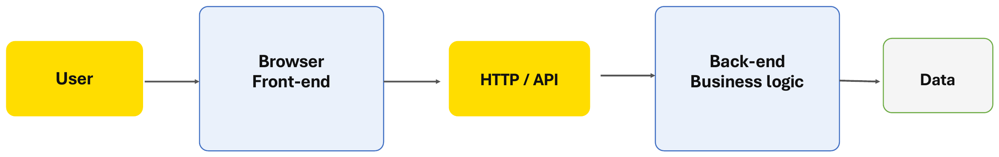 User
Browser
Front-end
HTTP / API
Back-end
Business logic
Data